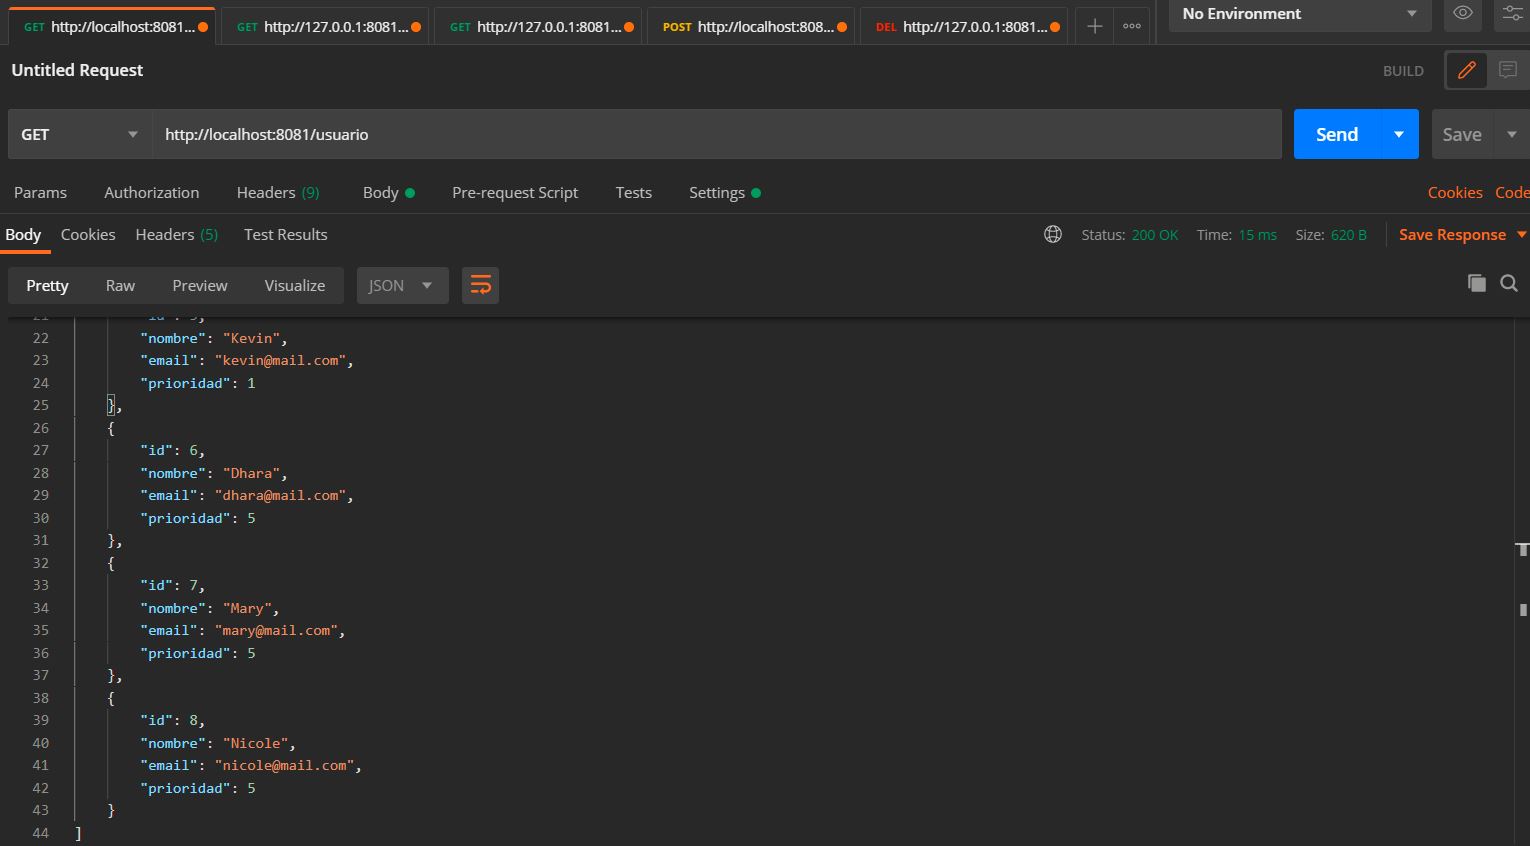 GET http://localhost:8081... GET http://127.0.0.1:8081... GET http://127.0.0.1:8081... POST http://localhost:808... DEL http://127.0.0.1:8081... + ooo No Environment
Untitled Request BUILD
GET http://localhost:8081/usuario Send Save
Params Authorization Headers (9) Body Pre-request Script Tests Settings Cookies Code
Body Cookies Headers (5) Test Results Status: 200 OK Time: 15 ms Size: 620 B Save Response
Pretty Raw Preview Visualize JSON
22 "nombre": "Kevin",
23 "email": "kevin@mail.com",
24 "prioridad": 1
25 },
26 {
27 "id": 6,
28 "nombre": "Dhara",
29 "email": "dhara@mail.com",
30 "prioridad": 5
31 },
32 {
33 "id": 7,
34 "nombre": "Mary",
35 "email": "mary@mail.com",
36 "prioridad": 5
37 },
38 {
39 "id": 8,
40 "nombre": "Nicole",
41 "email": "nicole@mail.com",
42 "prioridad": 5
43 }
44 ]